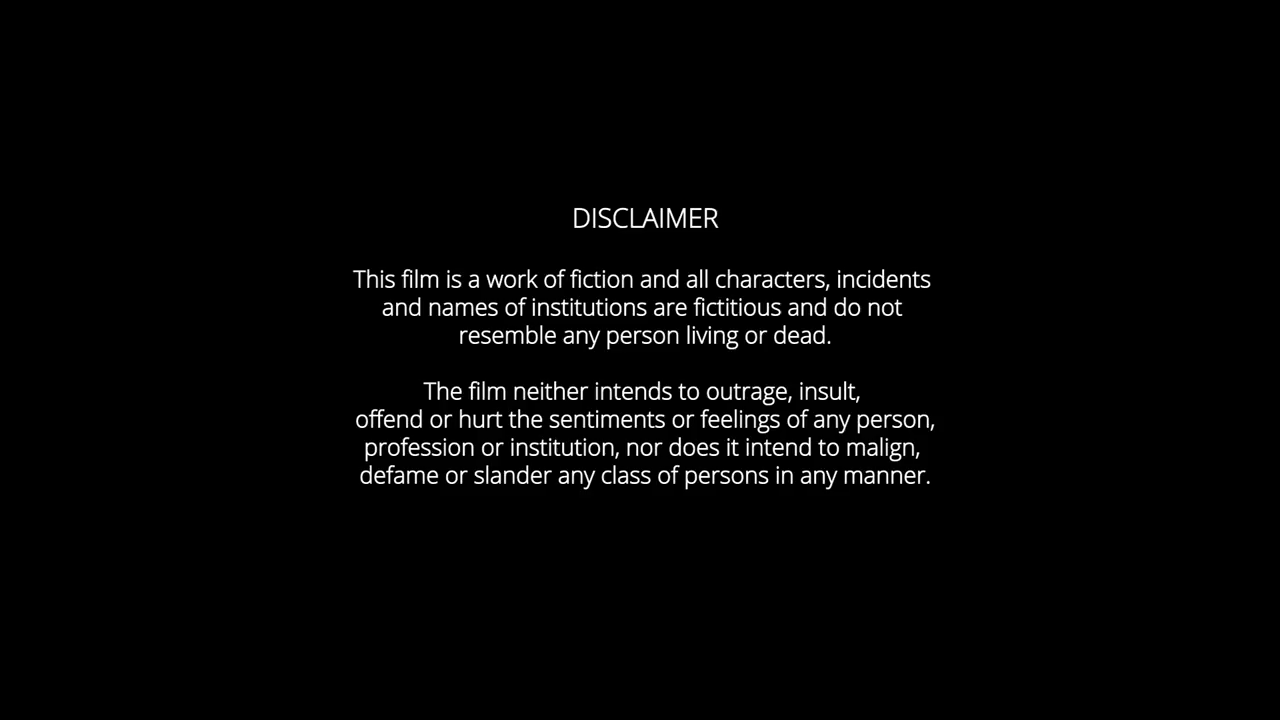 DISCLAIMER
This film is a work of fiction and all characters, incidents
and names of institutions are fictitious and do not
resemble any person living or dead.
The film neither intends to outrage, insult,
offend or hurt the sentiments or feelings of any person,
profession or institution, nor does it intend to malign,
defame or slander any class of persons in any manner.